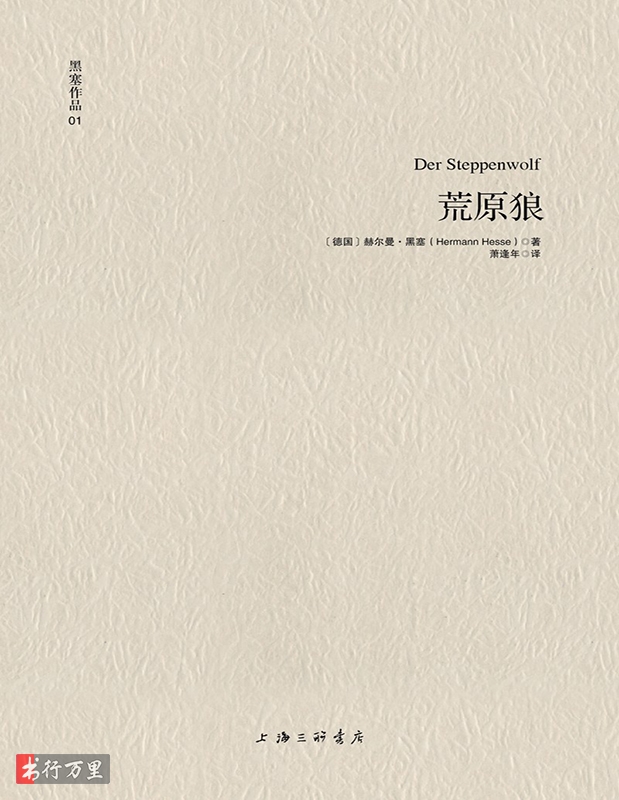 黑塞作品
01
Der Steppenwolf
荒原狼
〔德国〕赫尔曼·黑塞（Hermann Hesse）◎著
萧逢年◎译
上海三联书店
书行万里